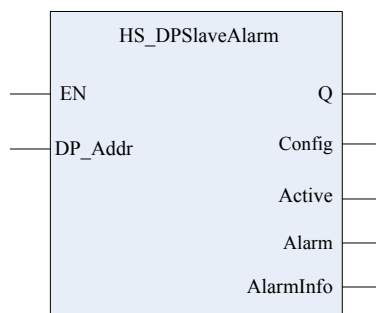 HS_DPSlaveAlarm
EN
Q
DP_Addr
Config
Active
Alarm
AlarmInfo